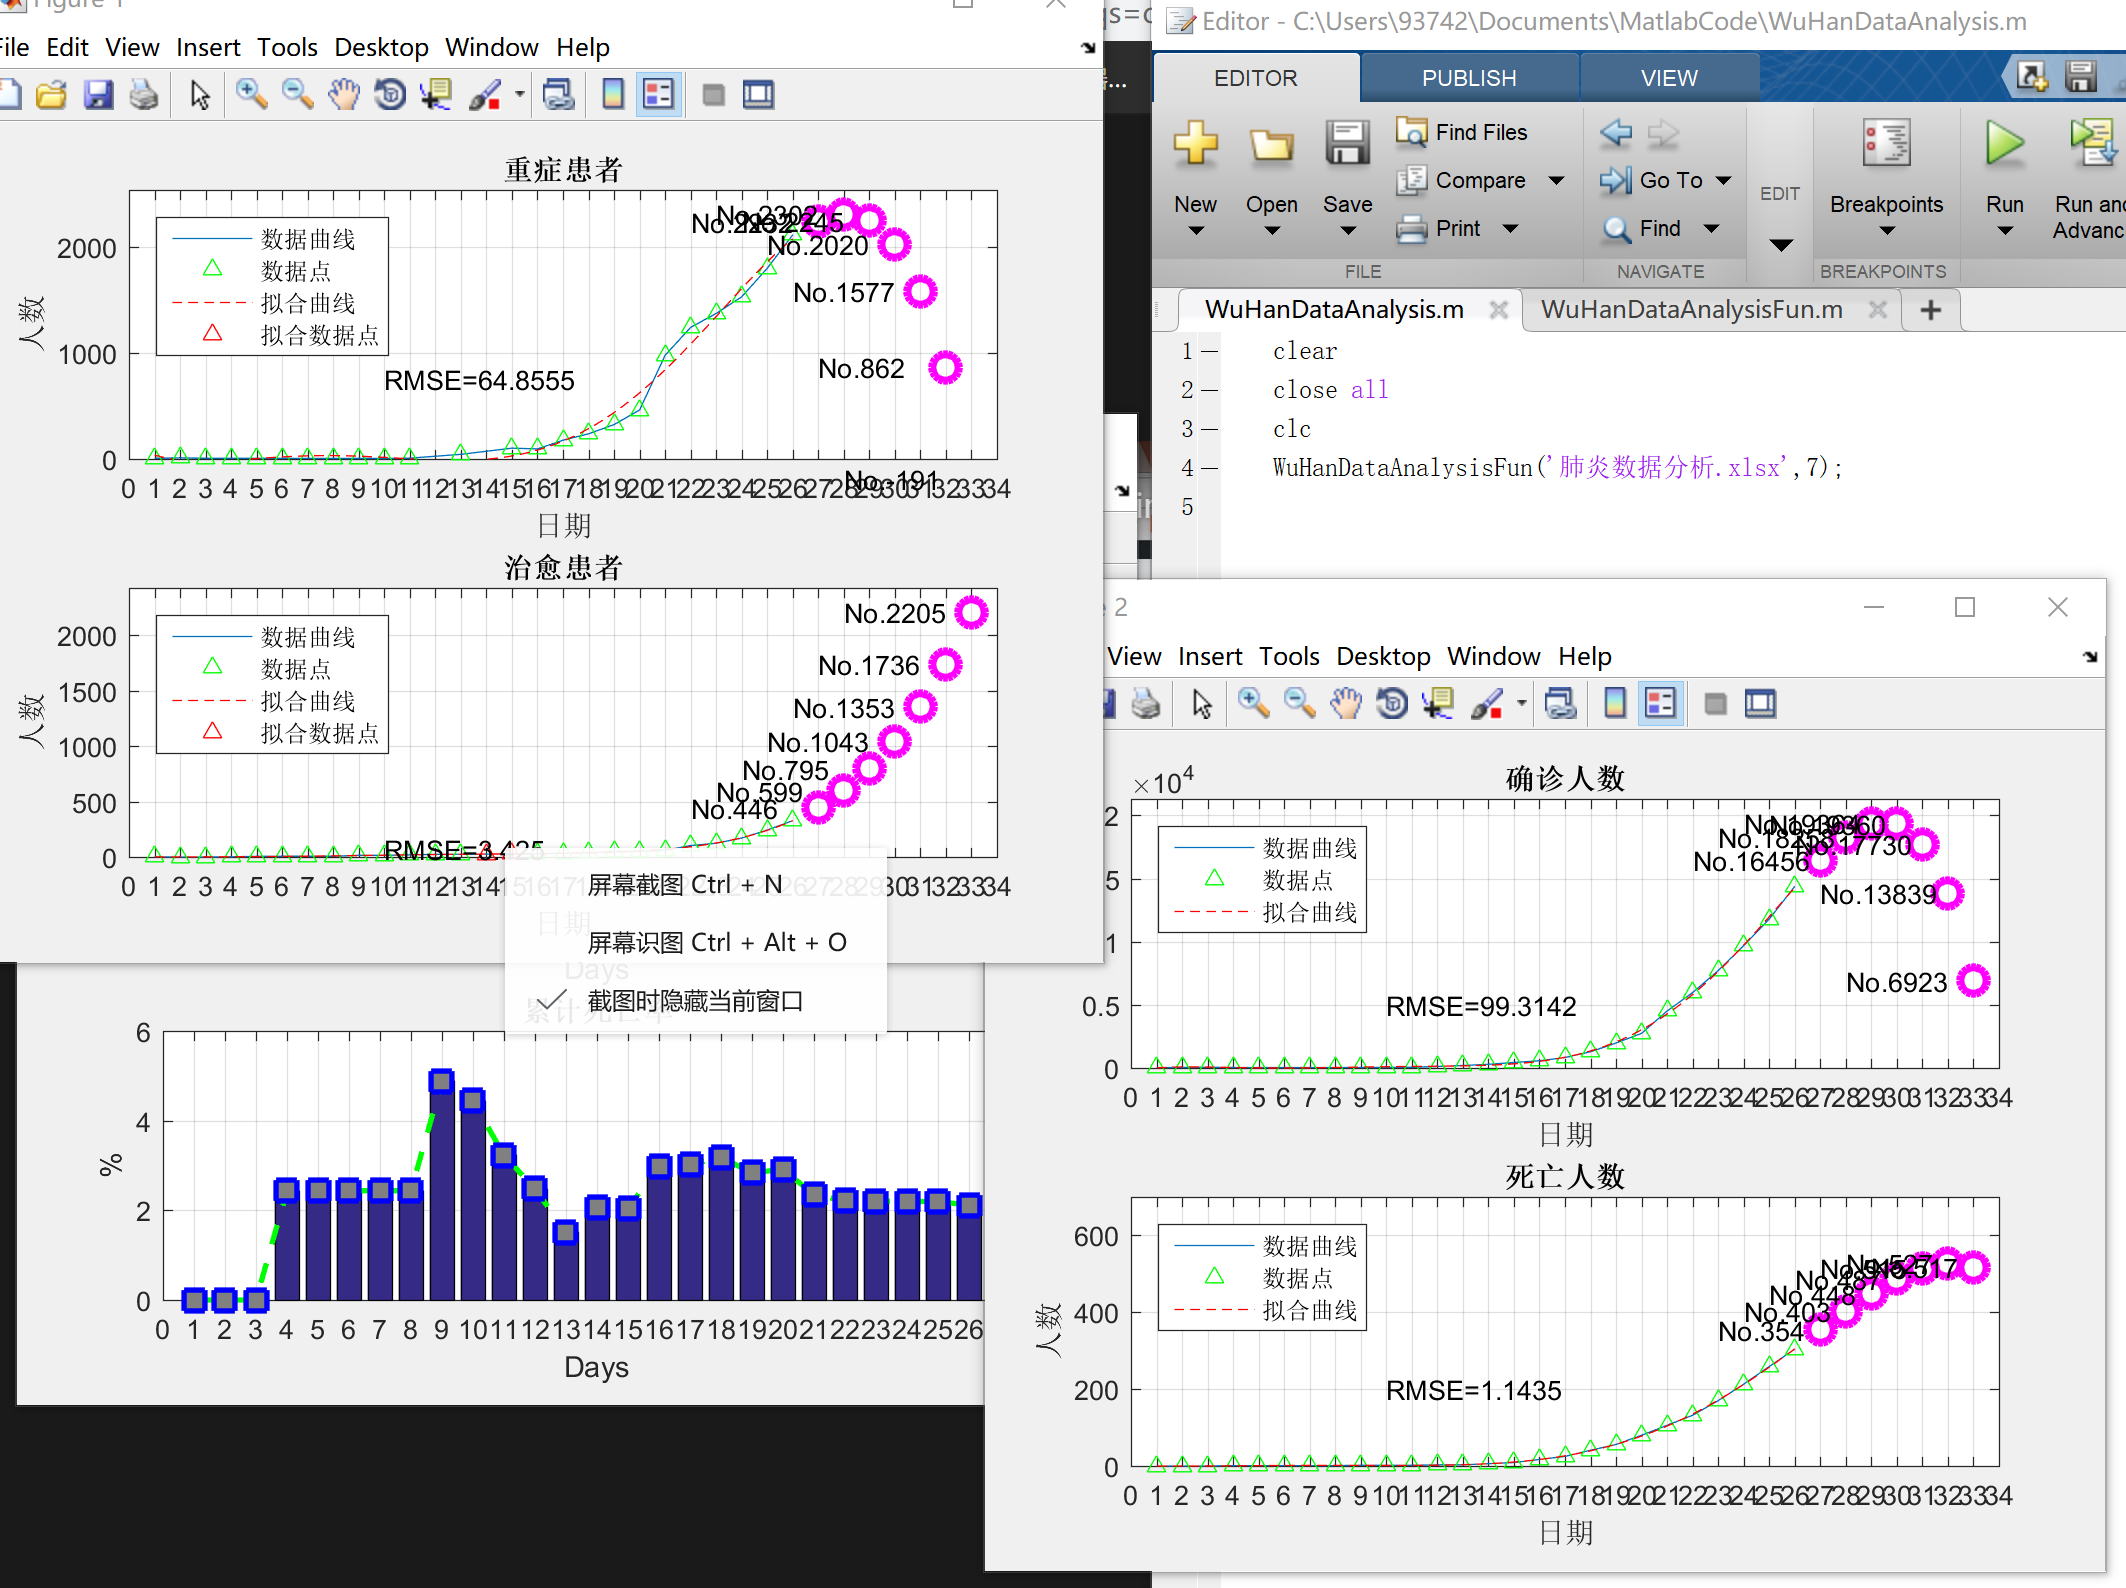 Figure 1
File Edit View Insert Tools Desktop Window Help
重症患者
人数
2000
1000
0
数据曲线
数据点
拟合曲线
拟合数据点
RMSE=64.8555
No.2302
No.2245
No.2020
No.1577
No.862
No.-191
0 1 2 3 4 5 6 7 8 9 10 11 12 13 14 15 16 17 18 19 20 21 22 23 24 25 26 27 28 29 30 31 32 33 34
日期
治愈患者
人数
2000
1500
1000
500
0
数据曲线
数据点
拟合曲线
拟合数据点
RMSE=3.425
No.2205
No.1736
No.1353
No.1043
No.795
No.599
No.446
0 1 2 3 4 5 6 7 8 9 10 11 12 13 14 15 16 17 26 27 28 29 30 31 32 33 34
日期
屏幕截图 Ctrl + N
屏幕识图 Ctrl + Alt + O
截图时隐藏当前窗口
Days
累计死亡率
%
6
4
2
0
0 1 2 3 4 5 6 7 8 9 10 11 12 13 14 15 16 17 18 19 20 21 22 23 24 25 26
Days
Editor - C:\Users\93742\Documents\MatlabCode\WuHanDataAnalysis.m
EDITOR PUBLISH VIEW
New Open Save Find Files Compare Print Go To Find EDIT Breakpoints Run Run and Advanc
FILE NAVIGATE BREAKPOINTS
WuHanDataAnalysis.m WuHanDataAnalysisFun.m +
1 clear
2 close all
3 clc
4 WuHanDataAnalysisFun('肺炎数据分析.xlsx',7);
5
2
View Insert Tools Desktop Window Help
×10⁴
确诊人数
2
5
1
0.5
0
数据曲线
数据点
拟合曲线
RMSE=99.3142
No.16456
No.18258
No.19364
No.19360
No.17730
No.13839
No.6923
0 1 2 3 4 5 6 7 8 9 10 11 12 13 14 15 16 17 18 19 20 21 22 23 24 25 26 27 28 29 30 31 32 33 34
日期
死亡人数
人数
600
400
200
0
数据曲线
数据点
拟合曲线
RMSE=1.1435
No.354
No.403
No.448
No.487
No.527
No.517
0 1 2 3 4 5 6 7 8 9 10 11 12 13 14 15 16 17 18 19 20 21 22 23 24 25 26 27 28 29 30 31 32 33 34
日期